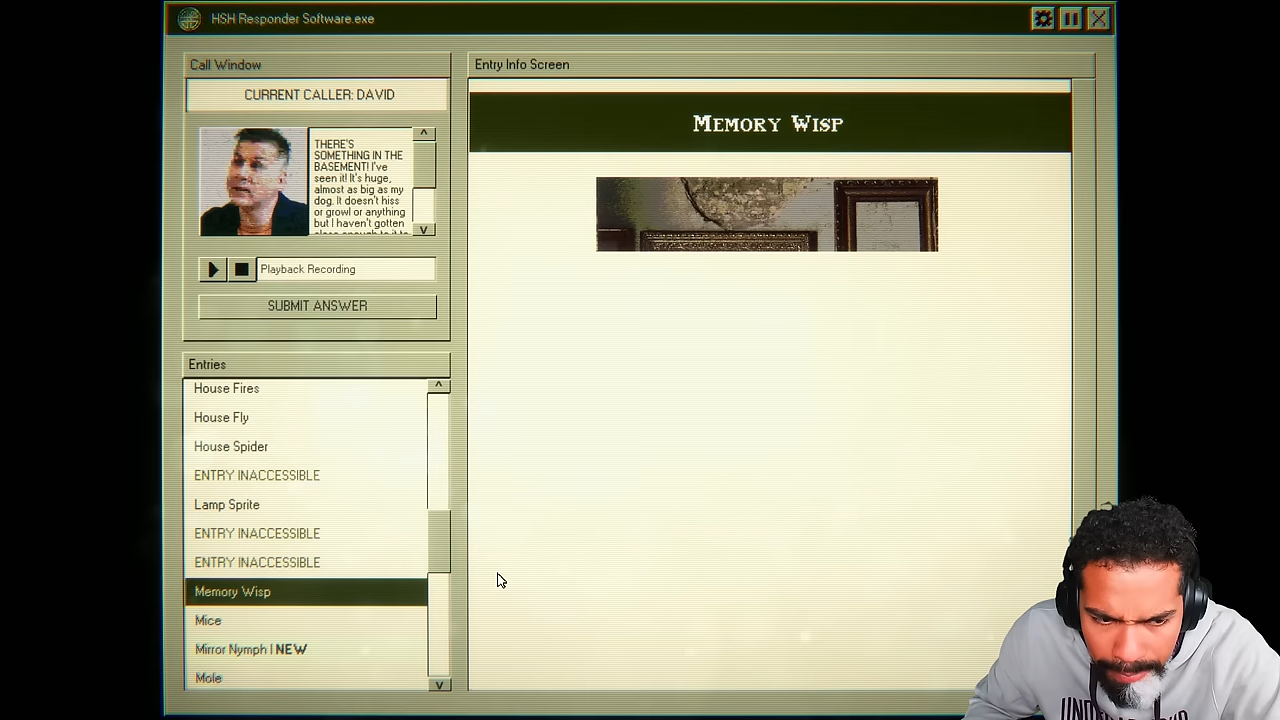 HSH Responder Software.exe
Call Window
CURRENT CALLER: DAVID
THERE'S
SOMETHING IN THE
BASEMENT! I've
seen it! It's huge,
almost as big as my
dog. It doesn't hiss
or growl or anything
but I haven't gotten
Playback Recording
SUBMIT ANSWER
Entries
House Fires
House Fly
House Spider
ENTRY INACCESSIBLE
Lamp Sprite
ENTRY INACCESSIBLE
ENTRY INACCESSIBLE
Memory Wisp
Mice
Mirror Nymph | NEW
Mole
Entry Info Screen
Memory Wisp